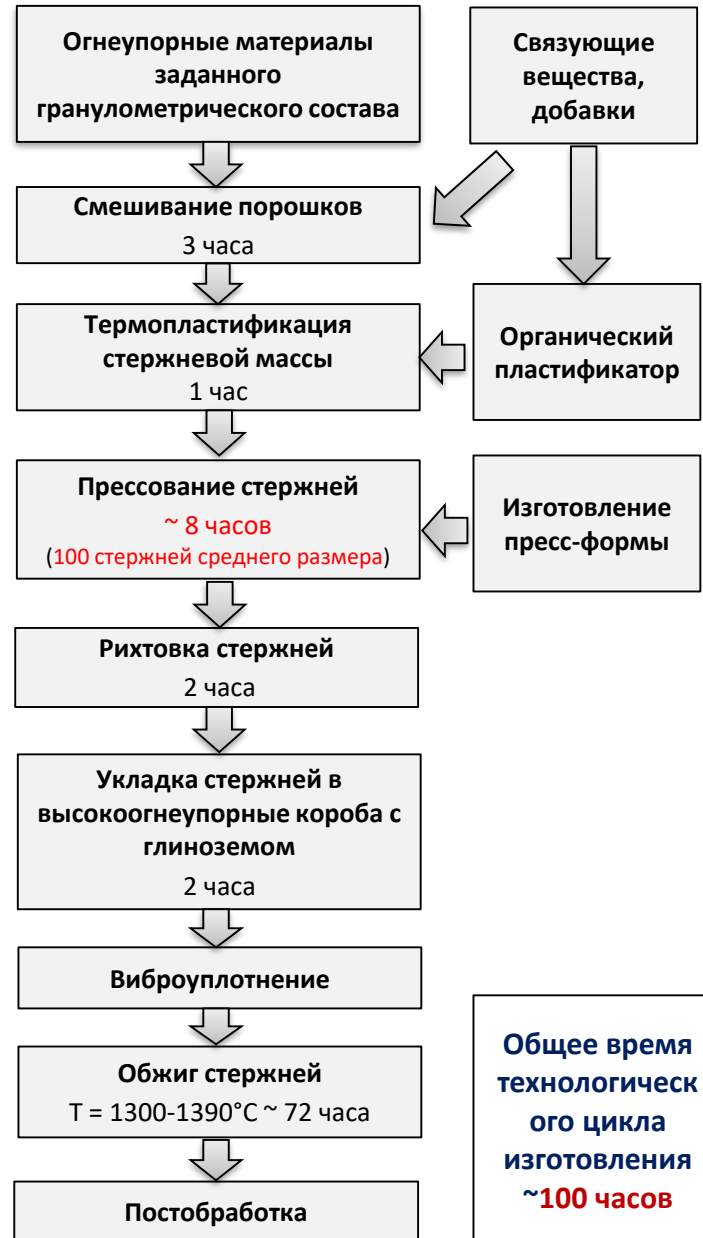 Огнеупорные материалы
заданного
гранулометрического состава
Связующие
вещества,
добавки
Смешивание порошков
3 часа
Термопластификация
стержневой массы
1 час
Органический
пластификатор
Прессование стержней
~ 8 часов
(100 стержней среднего размера)
Изготовление
пресс-формы
Рихтовка стержней
2 часа
Укладка стержней в
высокоогнеупорные короба с
глиноземом
2 часа
Виброуплотнение
Обжиг стержней
T = 1300-1390°C ~ 72 часа
Постобработка
Общее время
технологическ
ого цикла
изготовления
~100 часов